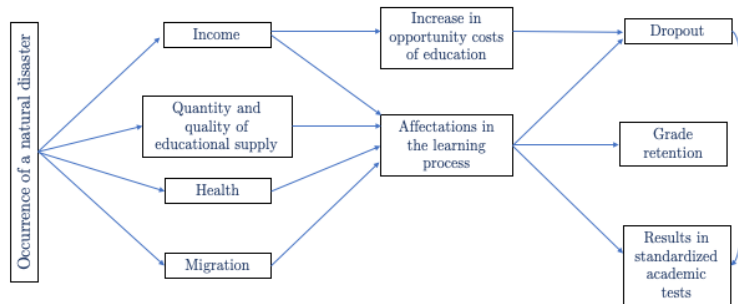 Occurrence of a natural disaster
Income
Quantity and
quality of
educational supply
Health
Migration
Increase in
opportunity costs
of education
Affectations in
the learning
process
Dropout
Grade
retention
Results in
standardized
academic
tests